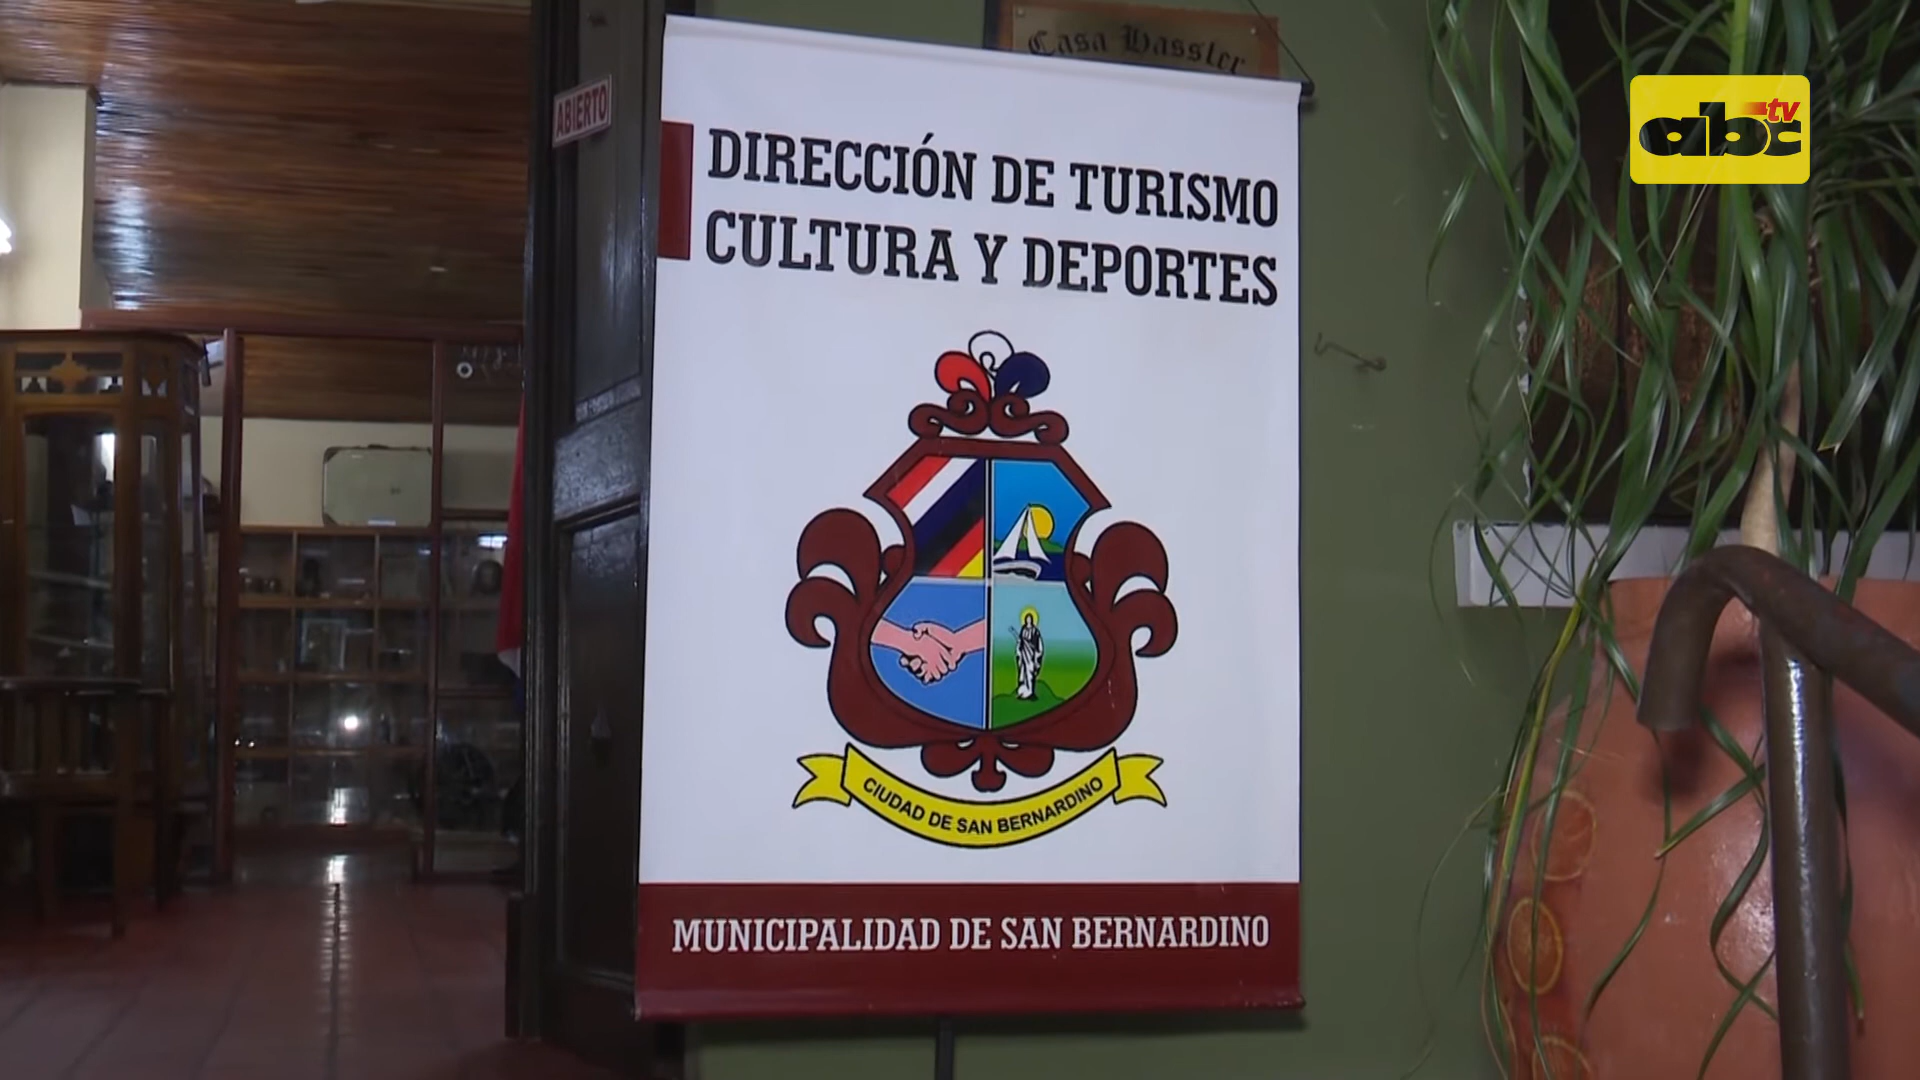 Casa Hassler
abc tv
ABIERTO
DIRECCIÓN DE TURISMO
CULTURA Y DEPORTES
CIUDAD DE SAN BERNARDINO
MUNICIPALIDAD DE SAN BERNARDINO